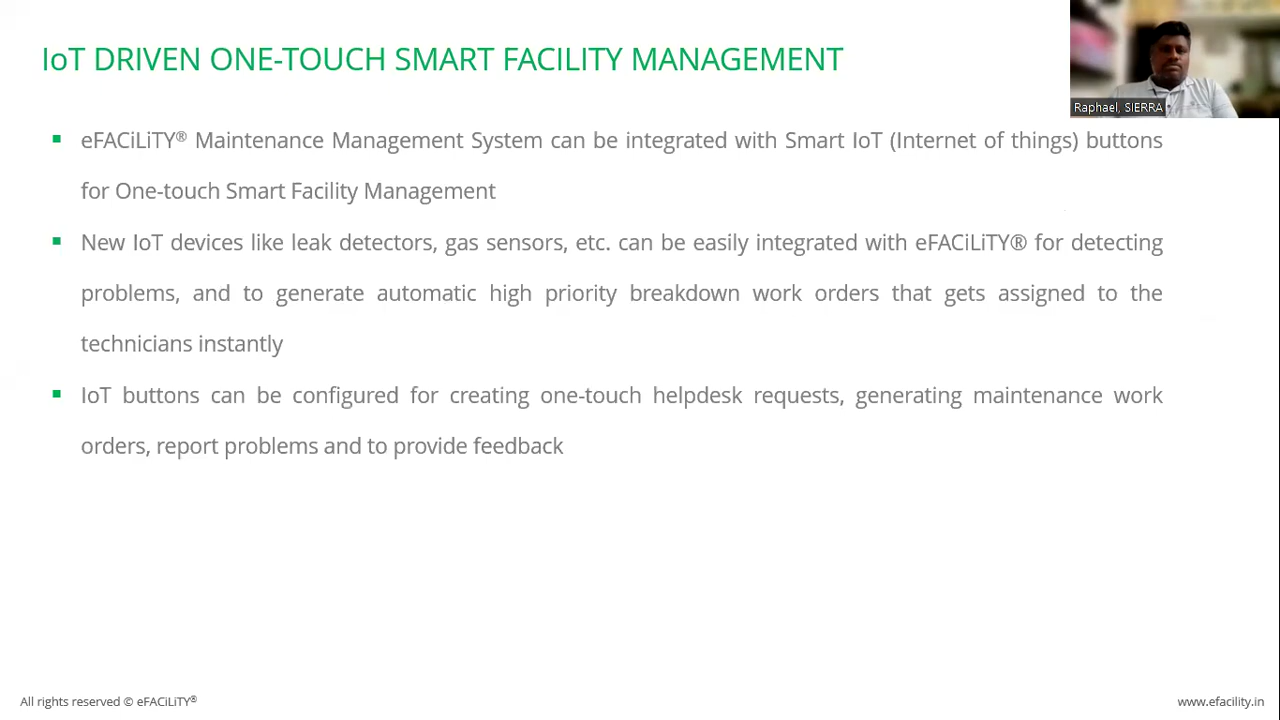 IoT DRIVEN ONE-TOUCH SMART FACILITY MANAGEMENT
Raphael, SIERRA
▪ eFACiLiTY® Maintenance Management System can be integrated with Smart IoT (Internet of things) buttons
for One-touch Smart Facility Management
▪ New IoT devices like leak detectors, gas sensors, etc. can be easily integrated with eFACiLiTY® for detecting
problems, and to generate automatic high priority breakdown work orders that gets assigned to the
technicians instantly
▪ IoT buttons can be configured for creating one-touch helpdesk requests, generating maintenance work
orders, report problems and to provide feedback
All rights reserved © eFACiLiTY®
www.efacility.in